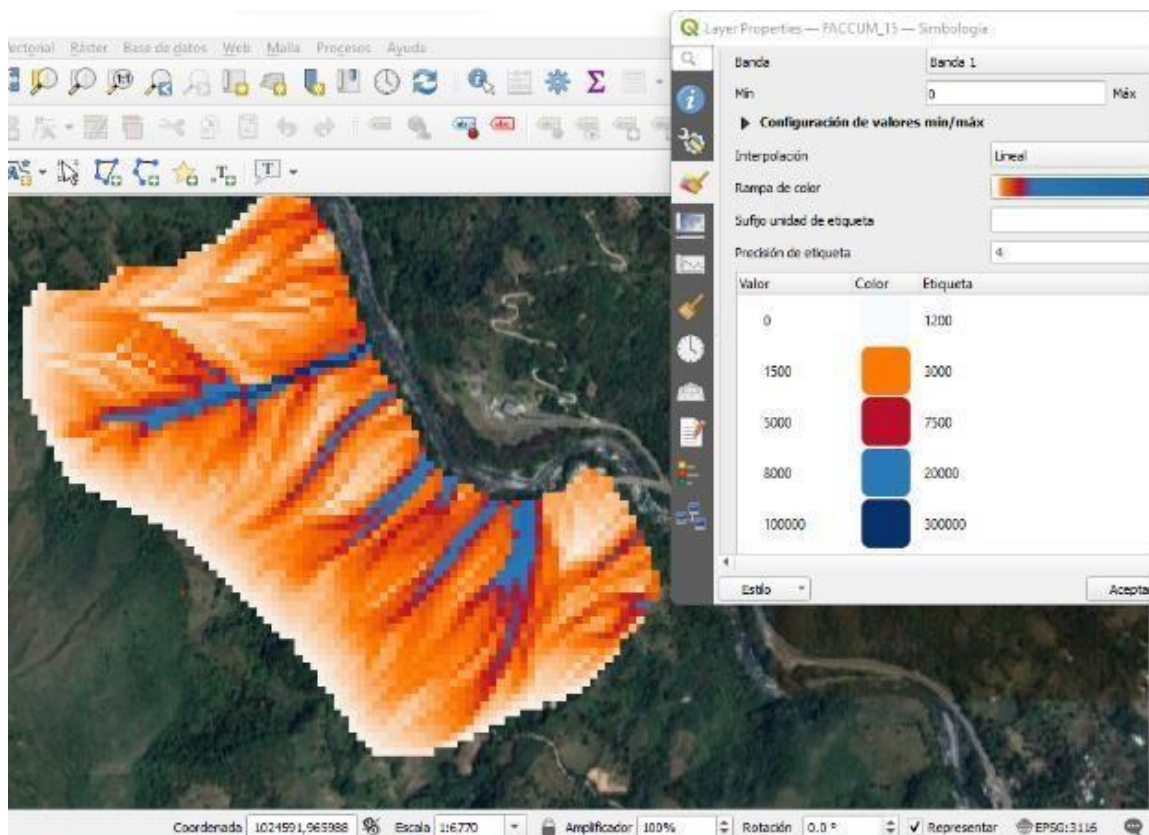 Vectorial Ráster Base de datos Web Malla Procesos Ayuda
Layer Properties — FACCUM_15 — Simbología
Banda Banda 1
Mín 0 Máx
Configuración de valores min/máx
Interpolación Lineal
Rampa de color
Sufijo unidad de etiqueta
Precisión de etiqueta 4
Valor Color Etiqueta
0 1200
1500 3000
5000 7500
8000 20000
100000 300000
Estilo Acepta
Coordenada 1024591,965988 Escala 1:6770 Amplificador 100% Rotación 0.0 ° Representar EPSG:3116